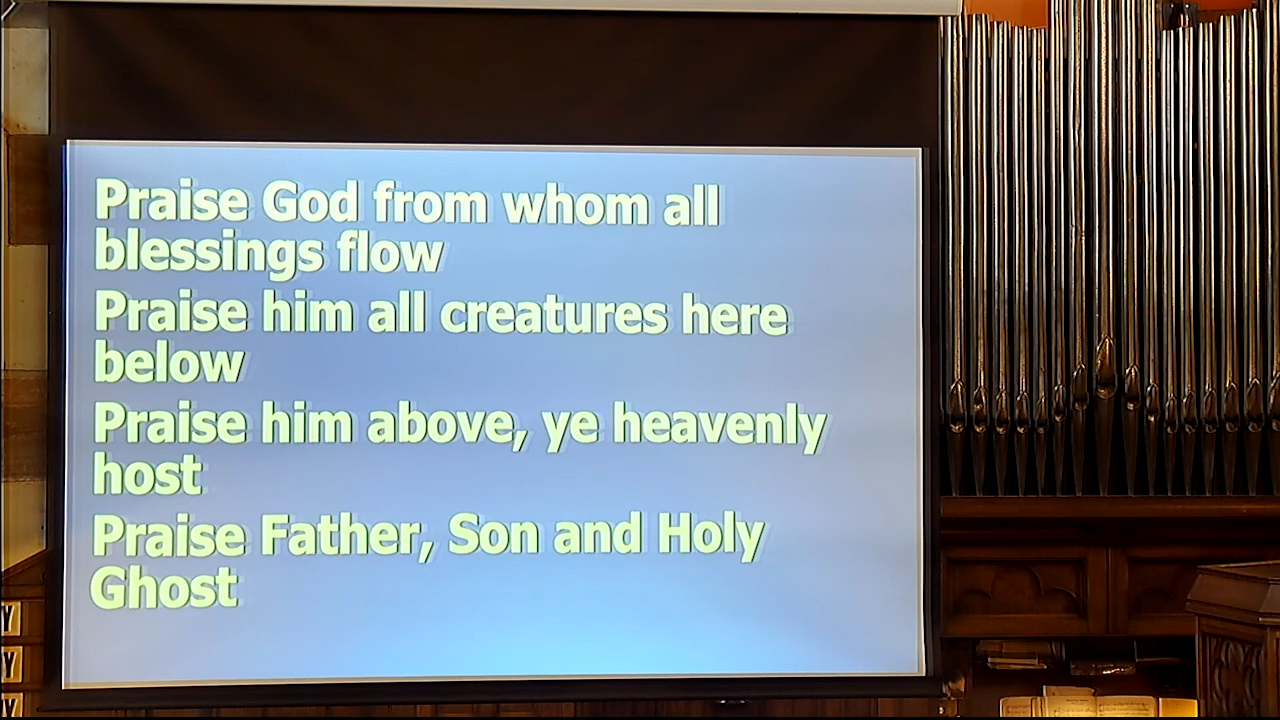 Praise God from whom all
blessings flow
Praise him all creatures here
below
Praise him above, ye heavenly
host
Praise Father, Son and Holy
Ghost
Y
Y
Y